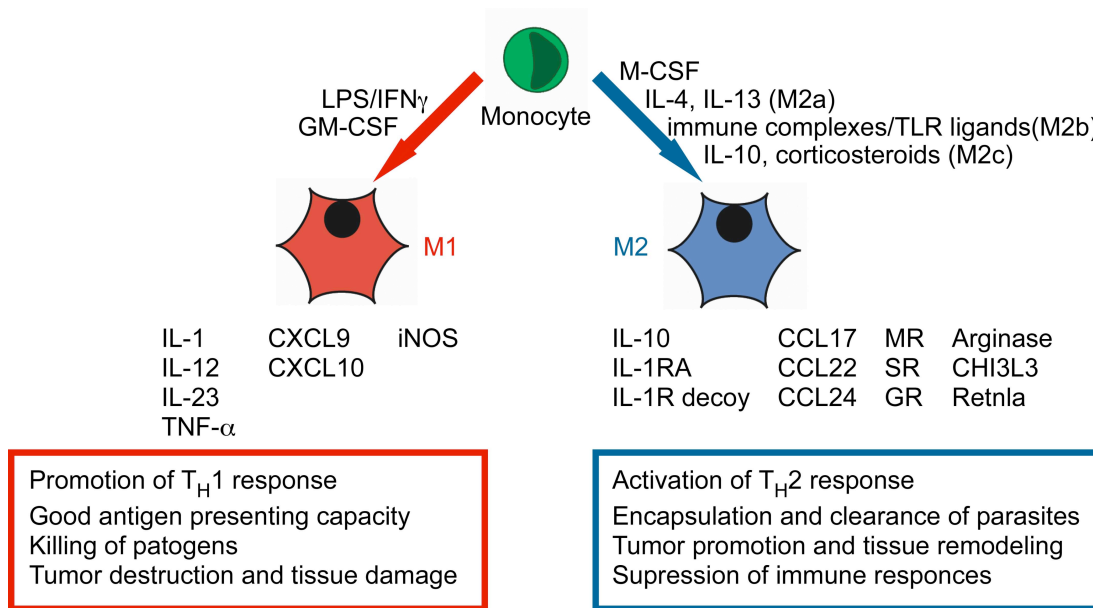 Monocyte
LPS/IFNγ
GM-CSF
M-CSF
IL-4, IL-13 (M2a)
immune complexes/TLR ligands(M2b)
IL-10, corticosteroids (M2c)
M1
M2
IL-1 CXCL9 iNOS
IL-12 CXCL10
IL-23
TNF-α
IL-10 CCL17 MR Arginase
IL-1RA CCL22 SR CHI3L3
IL-1R decoy CCL24 GR Retnla
Promotion of TH1 response
Good antigen presenting capacity
Killing of patogens
Tumor destruction and tissue damage
Activation of TH2 response
Encapsulation and clearance of parasites
Tumor promotion and tissue remodeling
Supression of immune responces